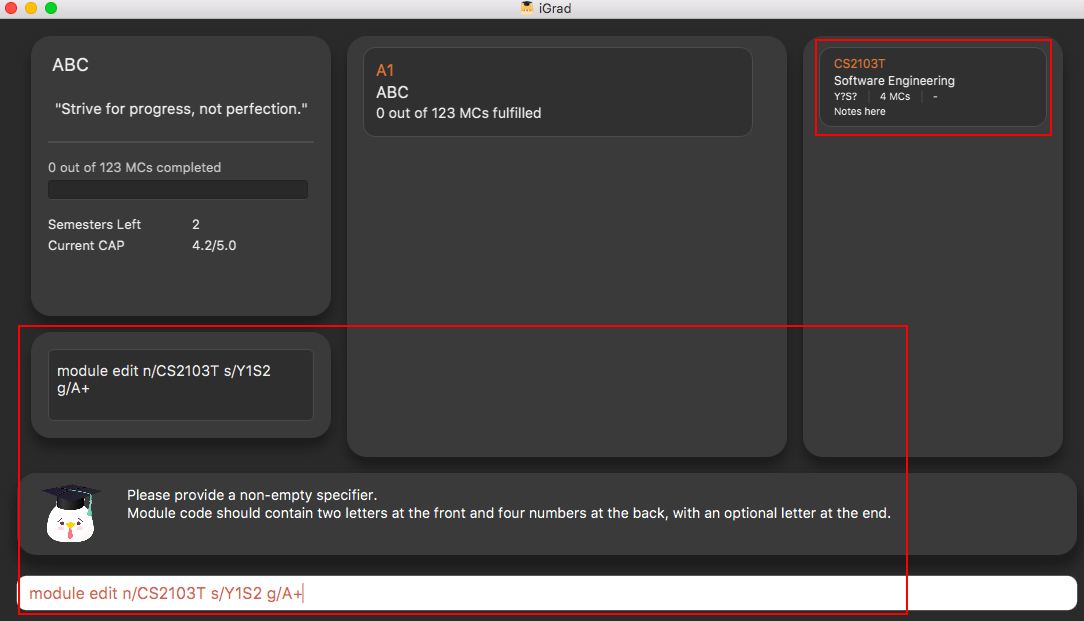 iGrad
ABC
"Strive for progress, not perfection."
0 out of 123 MCs completed
Semesters Left 2
Current CAP 4.2/5.0
A1
ABC
0 out of 123 MCs fulfilled
CS2103T
Software Engineering
Y?S? 4 MCs -
Notes here
module edit n/CS2103T s/Y1S2
g/A+
Please provide a non-empty specifier.
Module code should contain two letters at the front and four numbers at the back, with an optional letter at the end.
module edit n/CS2103T s/Y1S2 g/A+